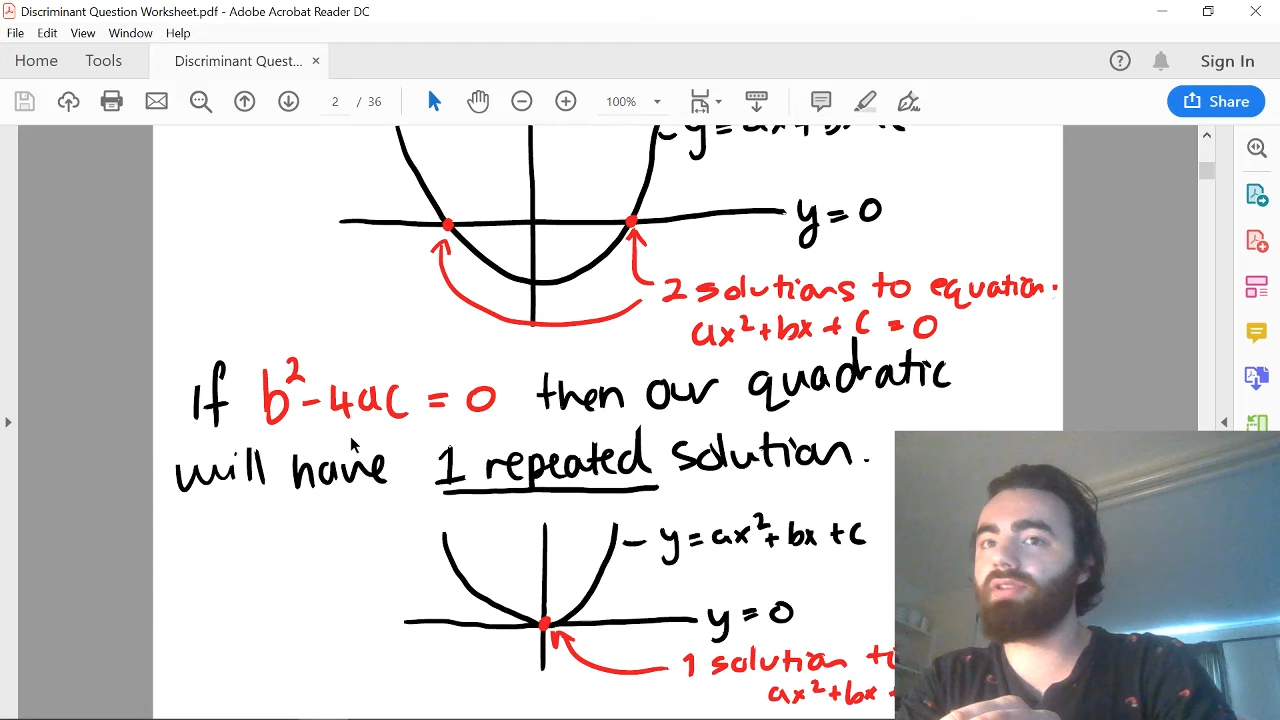 Discriminant Question Worksheet.pdf - Adobe Acrobat Reader DC
File Edit View Window Help
Home Tools Discriminant Quest... × Sign In
2 / 36 100% Share
y = 0
2 solutions to equation.
ax²+bx+c = 0
If b²-4ac = 0 then our quadratic
will have 1 repeated solution.
y=ax²+bx+c
y = 0
1 solution
ax²+bx